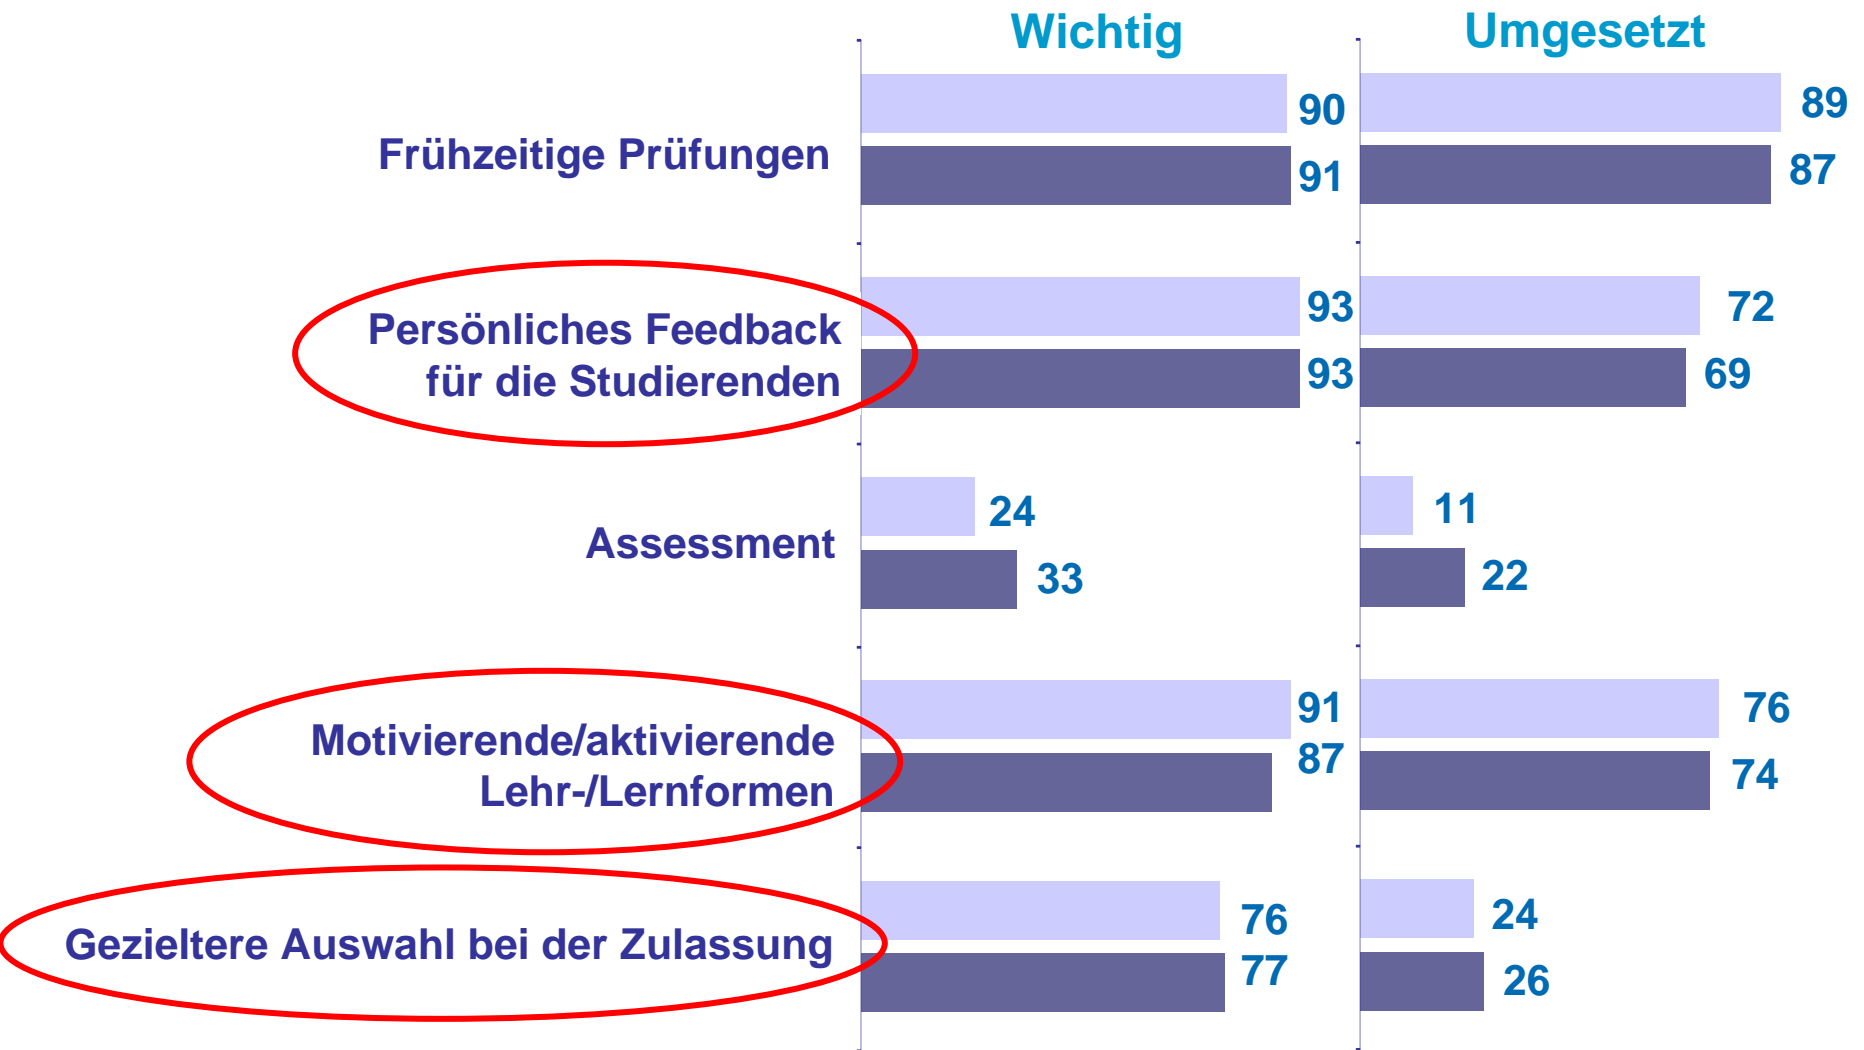 Wichtig Umgesetzt
Frühzeitige Prüfungen
90 89
91 87
Persönliches Feedback
für die Studierenden
93 72
93 69
Assessment
24 11
33 22
Motivierende/aktivierende
Lehr-/Lernformen
91 76
87 74
Gezieltere Auswahl bei der Zulassung
76 24
77 26